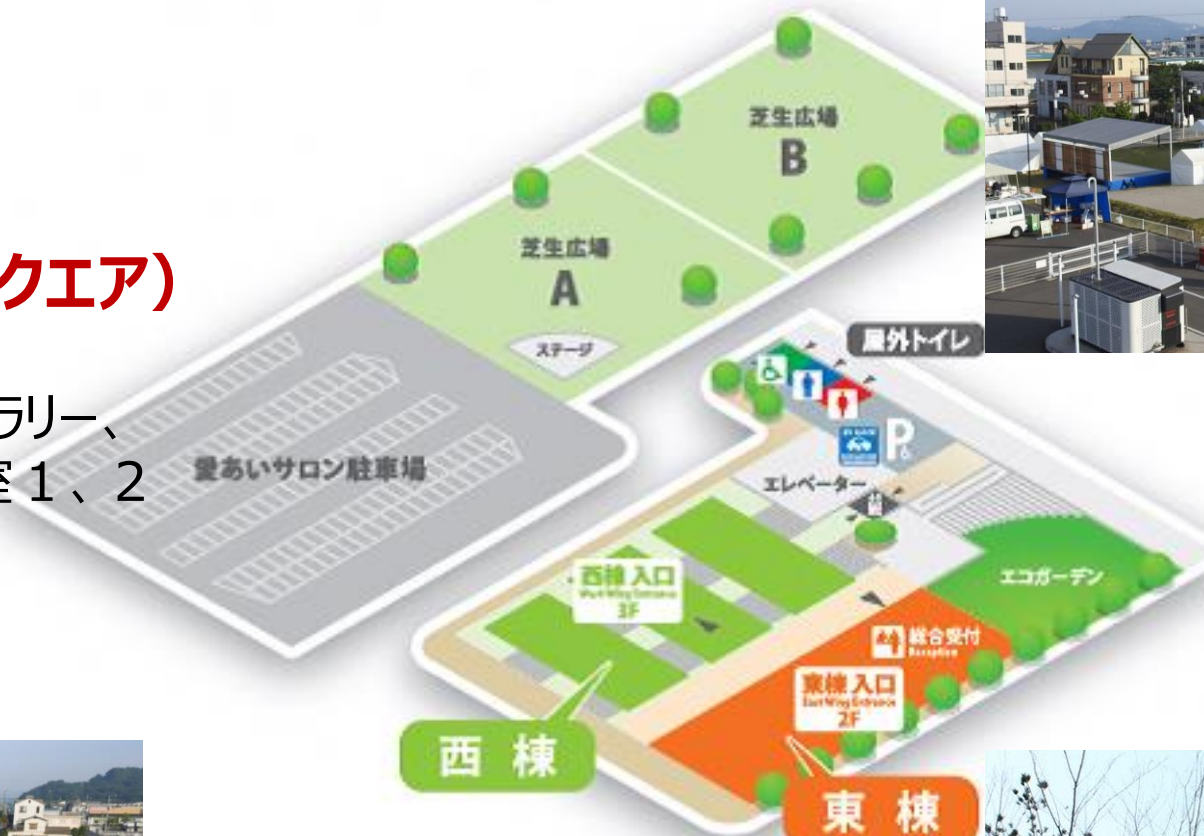 クエア）
ラリー、
室１、２
芝生広場
B
芝生広場
A
ステージ
屋外トイレ
愛あいサロン駐車場
P
エレベーター
エコガーデン
西棟 入口
West Wing Entrance
3F
総合受付
Reception
東棟 入口
East Wing Entrance
2F
西 棟
東 棟